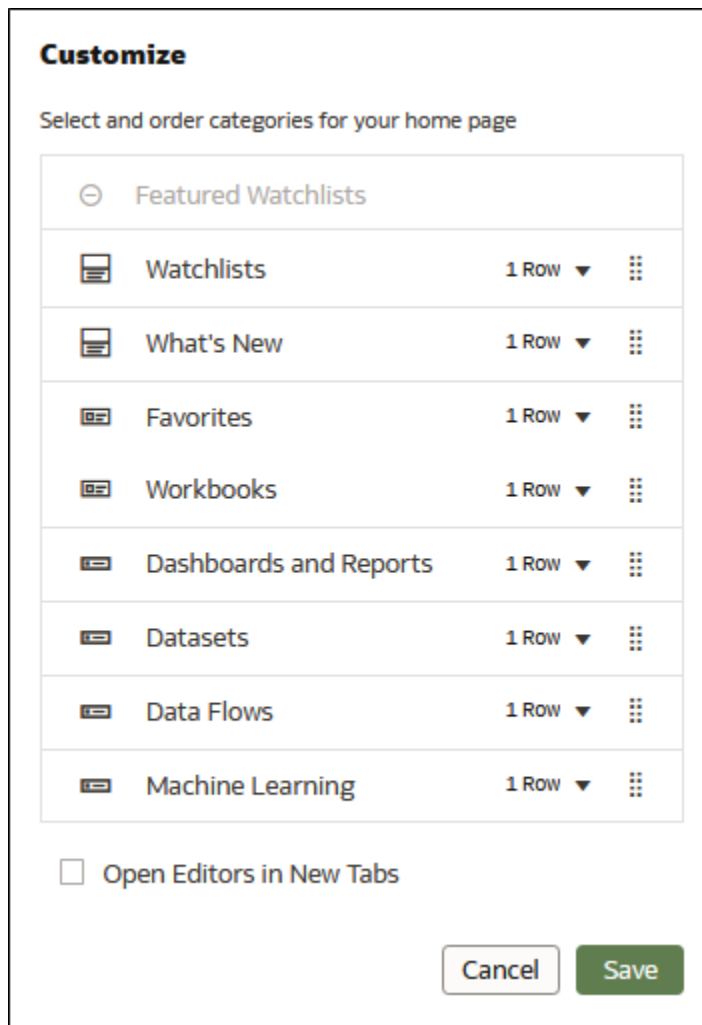 Customize
Select and order categories for your home page
Featured Watchlists
Watchlists 1 Row
What's New 1 Row
Favorites 1 Row
Workbooks 1 Row
Dashboards and Reports 1 Row
Datasets 1 Row
Data Flows 1 Row
Machine Learning 1 Row
Open Editors in New Tabs
Cancel Save